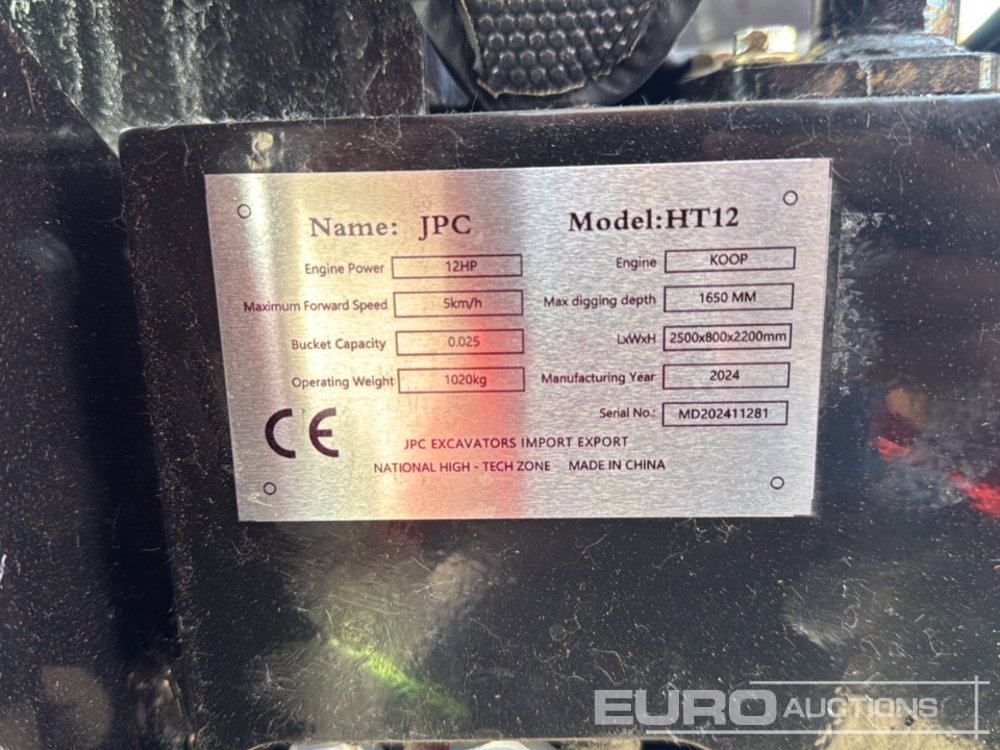 Name: JPC Model:HT12
Engine Power 12HP Engine KOOP
Maximum Forward Speed 5km/h Max digging depth 1650 MM
Bucket Capacity 0.025 LxWxH 2500x800x2200mm
Operating Weight 1020kg Manufacturing Year 2024
Serial No.: MD202411281
CE
JPC EXCAVATORS IMPORT EXPORT
NATIONAL HIGH - TECH ZONE MADE IN CHINA
EURO AUCTIONS